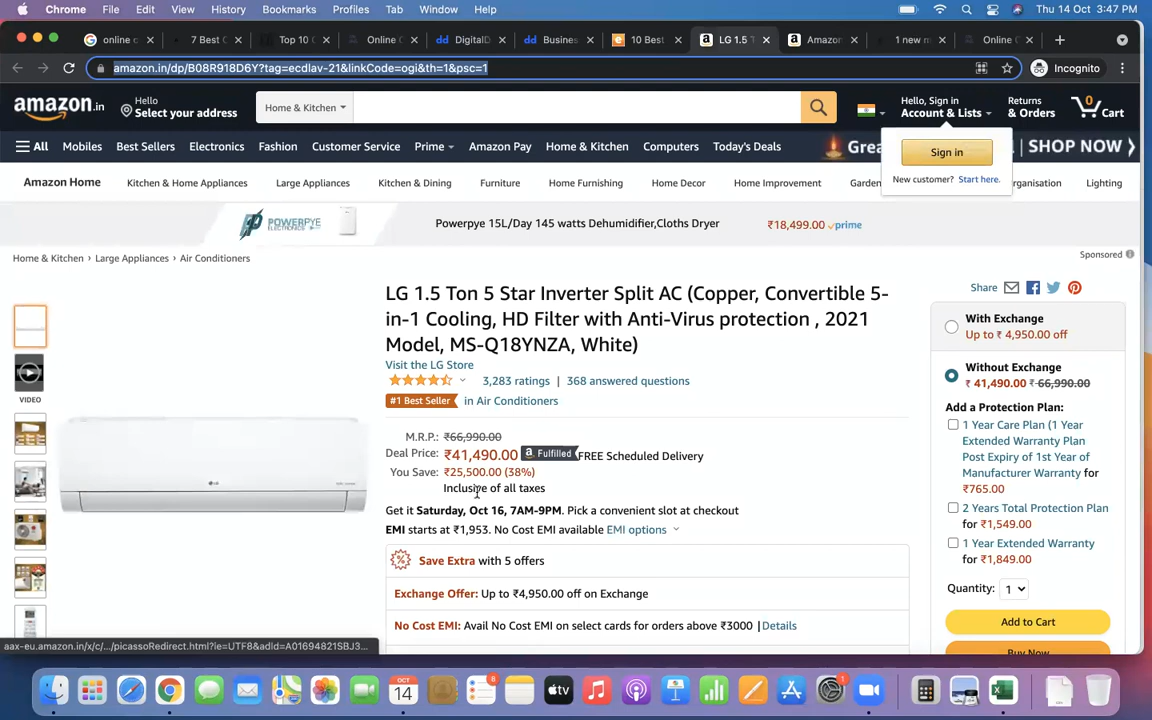 Chrome File Edit View History Bookmarks Profiles Tab Window Help Thu 14 Oct 3:47 PM
online c 7 Best C Top 10 C Online C DigitalD Busines 10 Best LG 1.5 T Amazon 1 new m Online C
amazon.in/dp/B08R918D6Y?tag=ecdlav-21&linkCode=ogi&th=1&psc=1 Incognito
amazon.in Hello Select your address Home & Kitchen Hello, Sign in Account & Lists Returns & Orders 0 Cart
All Mobiles Best Sellers Electronics Fashion Customer Service Prime Amazon Pay Home & Kitchen Computers Today's Deals Grea SHOP NOW
Sign in
New customer? Start here.
Amazon Home Kitchen & Home Appliances Large Appliances Kitchen & Dining Furniture Home Furnishing Home Decor Home Improvement Garden rganisation Lighting
POWERPYE ELECTRONICS Powerpye 15L/Day 145 watts Dehumidifier,Cloths Dryer ₹18,499.00 prime
Sponsored
Home & Kitchen › Large Appliances › Air Conditioners
LG 1.5 Ton 5 Star Inverter Split AC (Copper, Convertible 5-
in-1 Cooling, HD Filter with Anti-Virus protection , 2021
Model, MS-Q18YNZA, White)
Visit the LG Store
3,283 ratings | 368 answered questions
#1 Best Seller in Air Conditioners
M.R.P.: ₹66,990.00
Deal Price: ₹41,490.00 a Fulfilled FREE Scheduled Delivery
You Save: ₹25,500.00 (38%)
Inclusive of all taxes
Get it Saturday, Oct 16, 7AM-9PM. Pick a convenient slot at checkout
EMI starts at ₹1,953. No Cost EMI available EMI options
Save Extra with 5 offers
Exchange Offer: Up to ₹4,950.00 off on Exchange
No Cost EMI: Avail No Cost EMI on select cards for orders above ₹3000 | Details
VIDEO
LG
Share
With Exchange
Up to ₹ 4,950.00 off
Without Exchange
₹ 41,490.00 ₹ 66,990.00
Add a Protection Plan:
1 Year Care Plan (1 Year
Extended Warranty Plan
Post Expiry of 1st Year of
Manufacturer Warranty for
₹765.00
2 Years Total Protection Plan
for ₹1,549.00
1 Year Extended Warranty
for ₹1,849.00
Quantity: 1
Add to Cart
Buy Now
aax-eu.amazon.in/x/c/.../picassoRedirect.html?ie=UTF8&adId=A01694821SBJ3...
OCT
14
8
tv
1